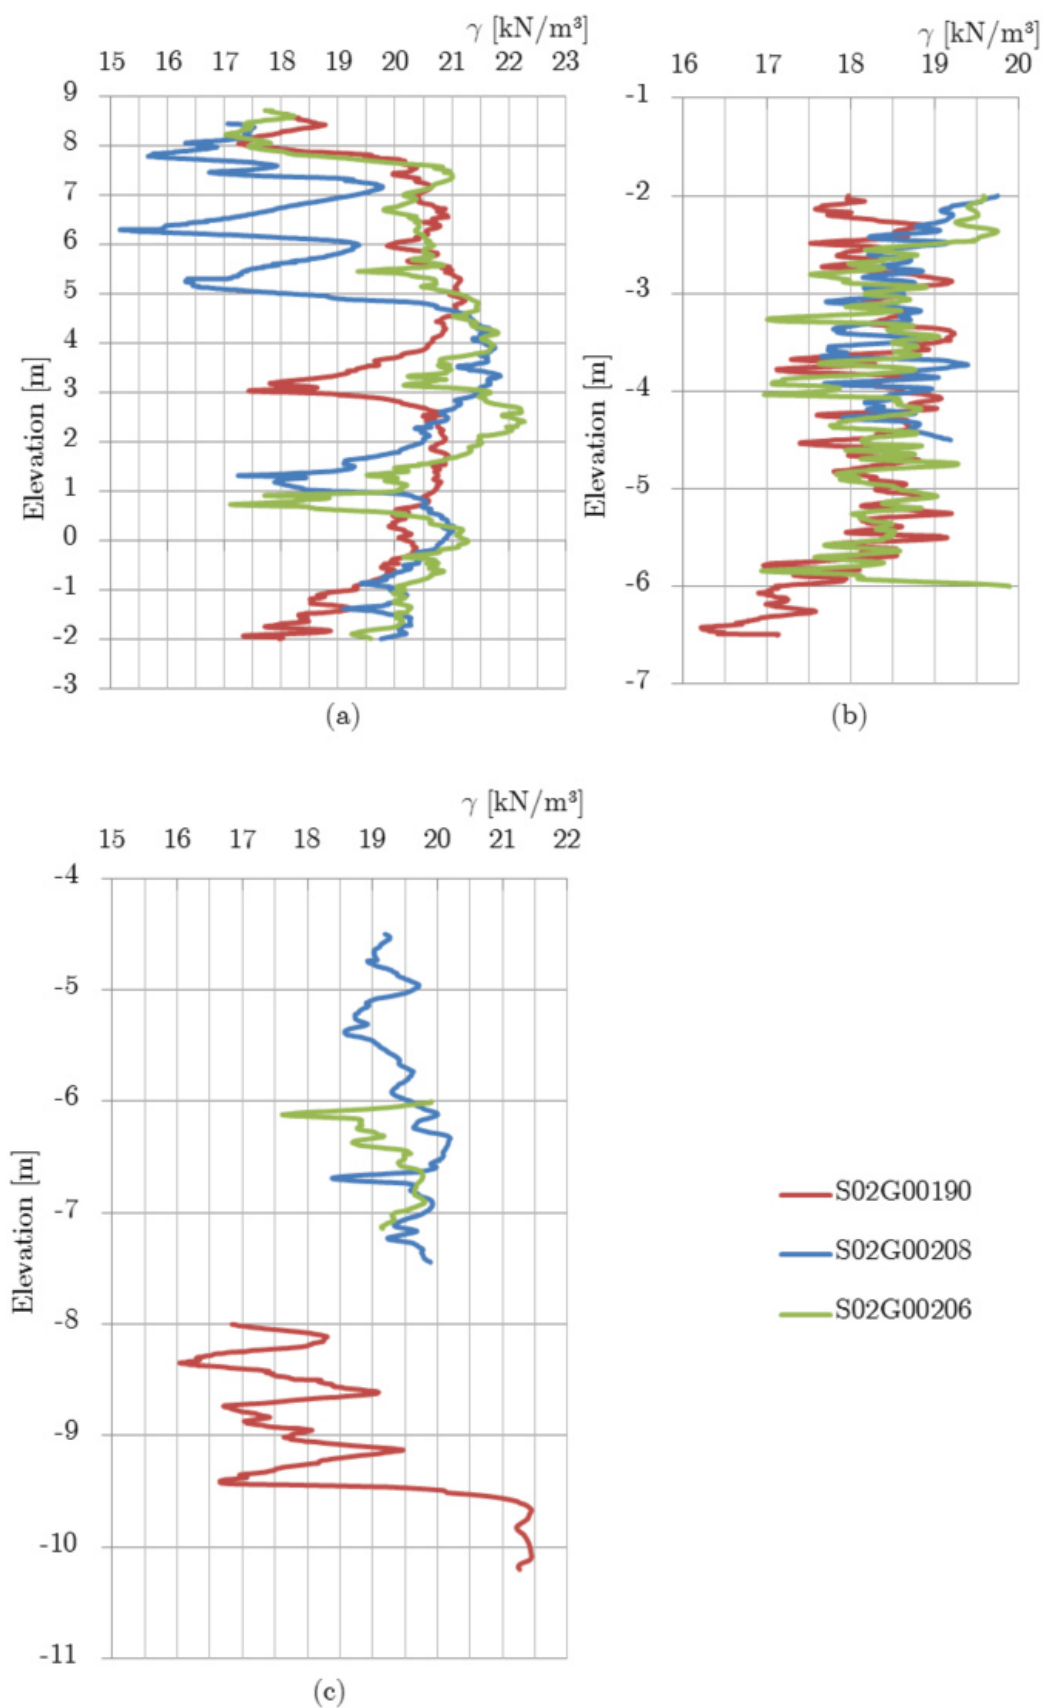 γ [kN/m³]
15 16 17 18 19 20 21 22 23
9
8
7
6
5
4
3
2
1
0
-1
-2
-3
Elevation [m]
(a)
γ [kN/m³]
16 17 18 19 20
-1
-2
-3
-4
-5
-6
-7
Elevation [m]
(b)
γ [kN/m³]
15 16 17 18 19 20 21 22
-4
-5
-6
-7
-8
-9
-10
-11
Elevation [m]
(c)
S02G00190
S02G00208
S02G00206